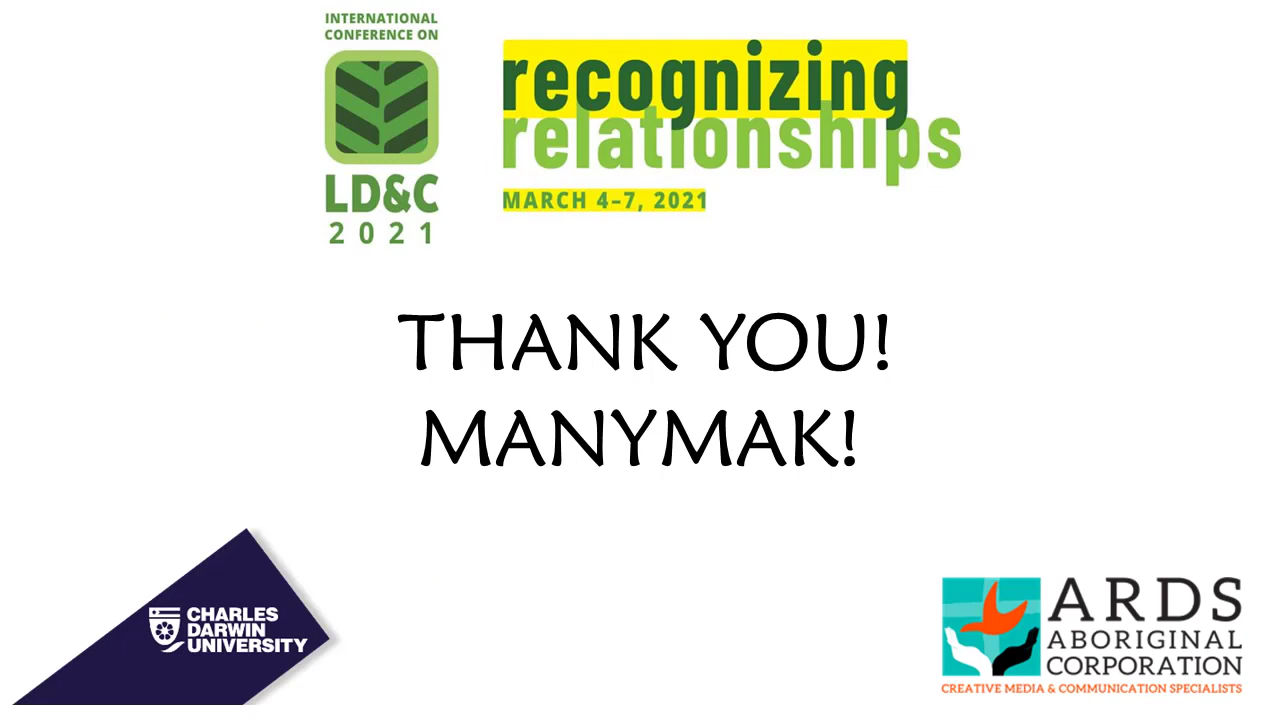 INTERNATIONAL
CONFERENCE ON
LD&C
2021
recognizing
relationships
MARCH 4–7, 2021
THANK YOU!
MANYMAK!
CHARLES
DARWIN
UNIVERSITY
ARDS
ABORIGINAL
CORPORATION
CREATIVE MEDIA & COMMUNICATION SPECIALISTS